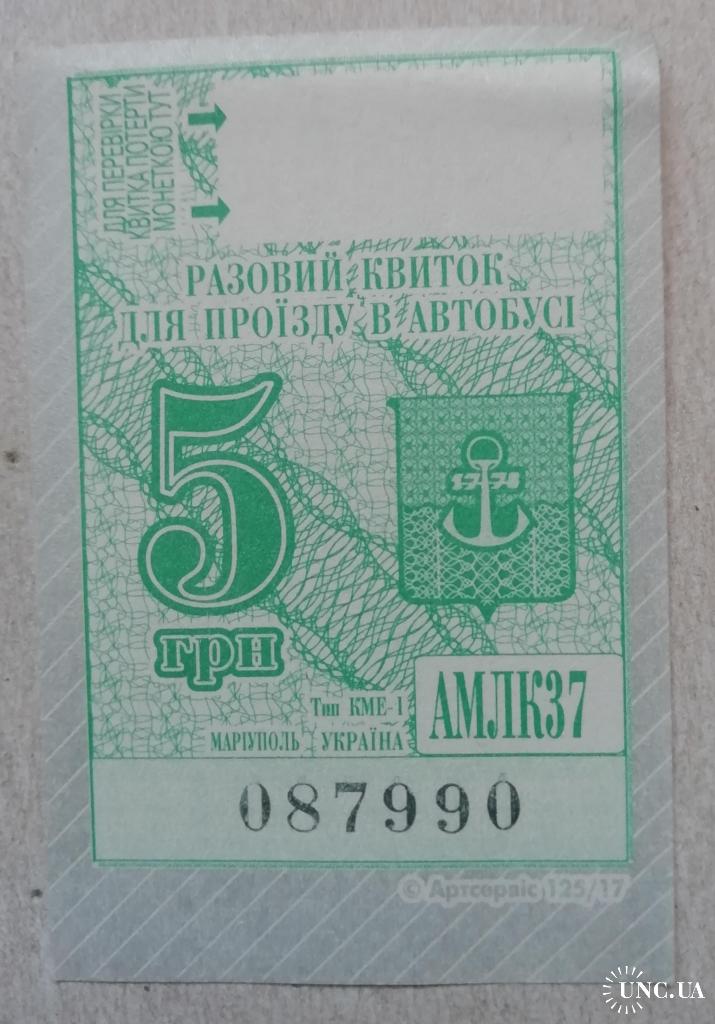 ДЛЯ ПЕРЕВІРКИ
КВИТКА ПОТЕРТИ
МОНЕТКОЮ ТУТ
РАЗОВИЙ КВИТОК
ДЛЯ ПРОЇЗДУ В АВТОБУСІ
5
1778
грн
Тип КМЕ-1
МАРІУПОЛЬ УКРАЇНА
АМЛК37
087990
© Артсервіс 125/17
UNC.UA